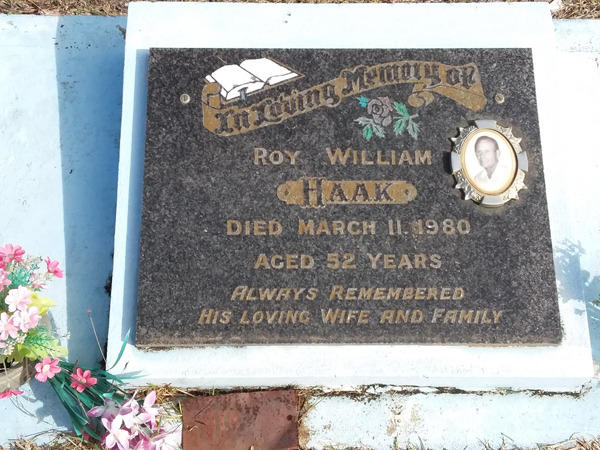 In Loving Memory of
ROY WILLIAM
HAAK
DIED MARCH 11. 1980
AGED 52 YEARS
ALWAYS REMEMBERED
HIS LOVING WIFE AND FAMILY